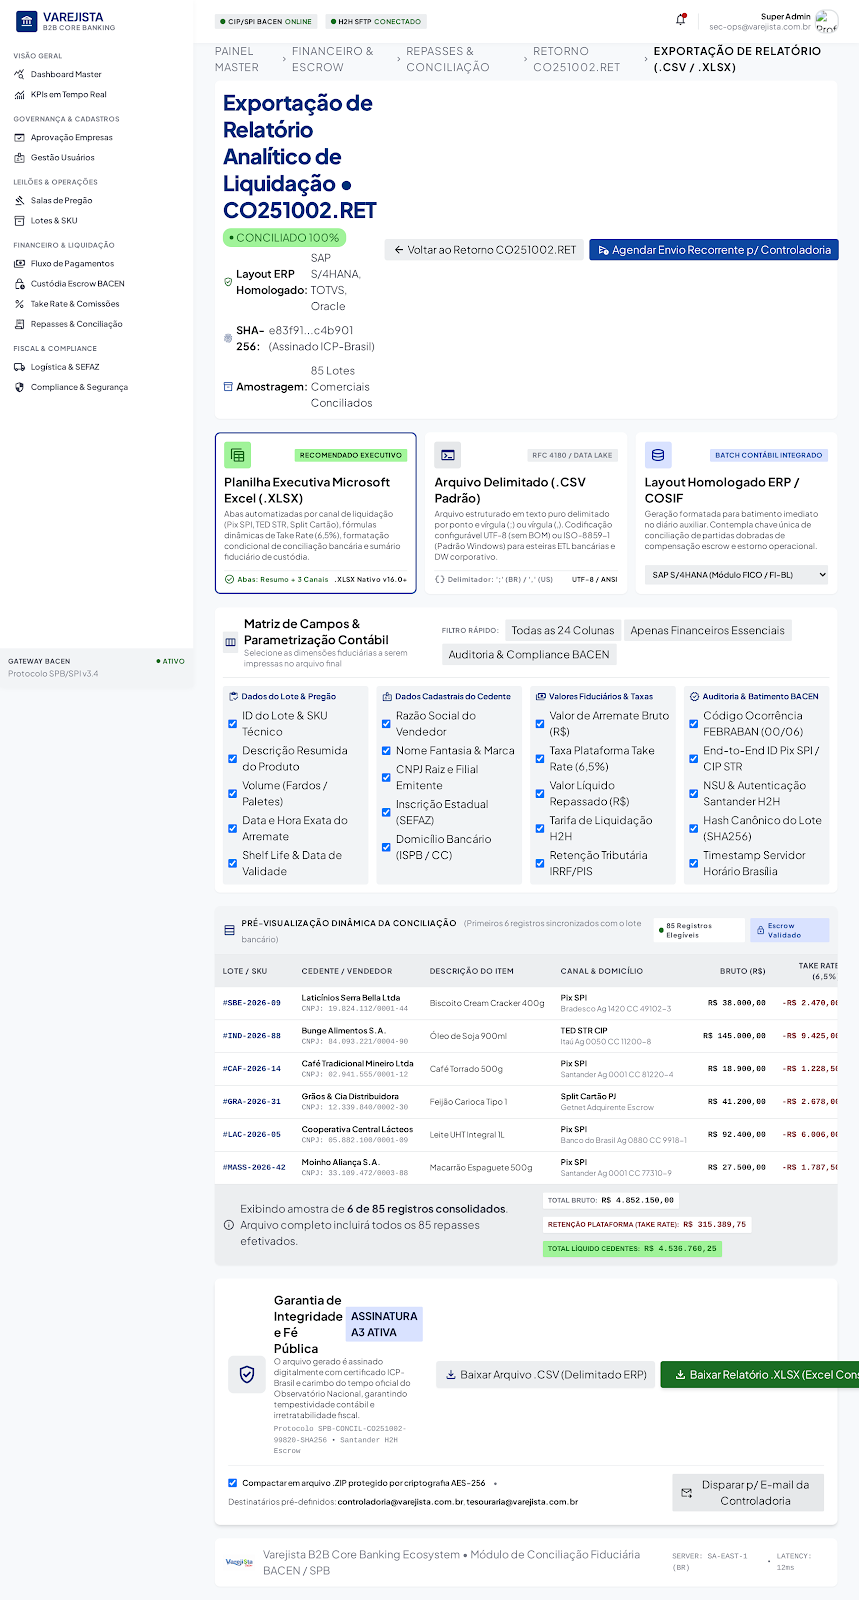 VAREJISTA
B2B CORE BANKING
VISÃO GERAL
Dashboard Master
KPIs em Tempo Real
GOVERNANÇA & CADASTROS
Aprovação Empresas
Gestão Usuários
LEILÕES & OPERAÇÕES
Salas de Pregão
Lotes & SKU
FINANCEIRO & LIQUIDAÇÃO
Fluxo de Pagamentos
Custódia Escrow BACEN
Take Rate & Comissões
Repasses & Conciliação
FISCAL & COMPLIANCE
Logística & SEFAZ
Compliance & Segurança
GATEWAY BACEN
ATIVO
Protocolo SPB/SPI v3.4
CIP/SPI BACEN ONLINE
H2H SFTP CONECTADO
Super Admin
sec-ops@varejista.com.br
PAINEL MASTER
FINANCEIRO & ESCROW
REPASSES & CONCILIAÇÃO
RETORNO CO251002.RET
EXPORTAÇÃO DE RELATÓRIO (.CSV / .XLSX)
Exportação de
Relatório
Analítico de
Liquidação •
CO251002.RET
• CONCILIADO 100%
Layout ERP Homologado:
SAP S/4HANA, TOTVS, Oracle
SHA-256:
e83f91...c4b901 (Assinado ICP-Brasil)
Amostragem:
85 Lotes Comerciais Conciliados
Voltar ao Retorno CO251002.RET
Agendar Envio Recorrente p/ Controladoria
RECOMENDADO EXECUTIVO
Planilha Executiva Microsoft
Excel (.XLSX)
Abas automatizadas por canal de liquidação
(Pix SPI, TED STR, Split Cartão), fórmulas
dinâmicas de Take Rate (6,5%), formatação
condicional de conciliação bancária e sumário
fiduciário de custódia.
Abas: Resumo + 3 Canais
.XLSX Nativo v16.0+
RFC 4180 / DATA LAKE
Arquivo Delimitado (.CSV
Padrão)
Arquivo estruturado em texto puro delimitado
por ponto e vírgula (;) ou vírgula (,). Codificação
configurável UTF-8 (sem BOM) ou ISO-8859-1
(Padrão Windows) para esteiras ETL bancárias e
DW corporativo.
{ } Delimitador: ';' (BR) / ',' (US)
UTF-8 / ANSI
BATCH CONTÁBIL INTEGRADO
Layout Homologado ERP /
COSIF
Geração formatada para batimento imediato
no diário auxiliar. Contempla chave única de
conciliação de partidas dobradas de
compensação escrow e estorno operacional.
SAP S/4HANA (Módulo FICO / FI-BL)
Matriz de Campos &
Parametrização Contábil
Selecione as dimensões fiduciárias a serem
impressas no arquivo final
FILTRO RÁPIDO:
Todas as 24 Colunas
Apenas Financeiros Essenciais
Auditoria & Compliance BACEN
Dados do Lote & Pregão
ID do Lote & SKU
Técnico
Descrição Resumida
do Produto
Volume (Fardos /
Paletes)
Data e Hora Exata do
Arremate
Shelf Life & Data de
Validade
Dados Cadastrais do Cedente
Razão Social do
Vendedor
Nome Fantasia & Marca
CNPJ Raiz e Filial
Emitente
Inscrição Estadual
(SEFAZ)
Domicílio Bancário
(ISPB / CC)
Valores Fiduciários & Taxas
Valor de Arremate Bruto
(R$)
Taxa Plataforma Take
Rate (6,5%)
Valor Líquido
Repassado (R$)
Tarifa de Liquidação
H2H
Retenção Tributária
IRRF/PIS
Auditoria & Batimento BACEN
Código Ocorrência
FEBRABAN (00/06)
End-to-End ID Pix SPI /
CIP STR
NSU & Autenticação
Santander H2H
Hash Canônico do Lote
(SHA256)
Timestamp Servidor
Horário Brasília
PRÉ-VISUALIZAÇÃO DINÂMICA DA CONCILIAÇÃO (Primeiros 6 registros sincronizados com o lote
bancário)
85 Registros
Elegíveis
Escrow
Validado
LOTE / SKU CEDENTE / VENDEDOR DESCRIÇÃO DO ITEM CANAL & DOMICÍLIO BRUTO (R$) TAKE RATE (6,5%
#SBE-2026-09 Laticínios Serra Bella Ltda Biscoito Cream Cracker 400g Pix SPI R$ 38.000,00 -R$ 2.470,00
CNPJ: 19.824.112/0001-44 Bradesco Ag 1420 CC 49102-3
#IND-2026-88 Bunge Alimentos S.A. Óleo de Soja 900ml TED STR CIP R$ 145.000,00 -R$ 9.425,00
CNPJ: 84.093.221/0004-90 Itaú Ag 0050 CC 11200-8
#CAF-2026-14 Café Tradicional Mineiro Ltda Café Torrado 500g Pix SPI R$ 18.900,00 -R$ 1.228,50
CNPJ: 02.941.555/0001-12 Santander Ag 0001 CC 81220-4
#GRA-2026-31 Grãos & Cia Distribuidora Feijão Carioca Tipo 1 Split Cartão PJ R$ 41.200,00 -R$ 2.678,00
CNPJ: 12.339.840/0002-30 Getnet Adquirente Escrow
#LAC-2026-05 Cooperativa Central Lácteos Leite UHT Integral 1L Pix SPI R$ 92.400,00 -R$ 6.006,00
CNPJ: 05.882.100/0001-09 Banco do Brasil Ag 0880 CC 9918-1
#MASS-2026-42 Moinho Aliança S.A. Macarrão Espaguete 500g Pix SPI R$ 27.500,00 -R$ 1.787,50
CNPJ: 33.109.472/0003-88 Santander Ag 0001 CC 77310-9
Exibindo amostra de 6 de 85 registros consolidados.
Arquivo completo incluirá todos os 85 repasses
efetivados.
TOTAL BRUTO: R$ 4.852.150,00
RETENÇÃO PLATAFORMA (TAKE RATE): R$ 315.389,75
TOTAL LÍQUIDO CEDENTES: R$ 4.536.760,25
Garantia de
Integridade
e Fé
Pública
ASSINATURA
A3 ATIVA
O arquivo gerado é assinado
digitalmente com certificado ICP-
Brasil e carimbo do tempo oficial do
Observatório Nacional, garantindo
tempestividade contábil e
irretratabilidade fiscal.
Protocolo SPB-CONCIL-CO251002-
99820-SHA256 • Santander H2H
Escrow
Baixar Arquivo .CSV (Delimitado ERP)
Baixar Relatório .XLSX (Excel Cons
Compactar em arquivo .ZIP protegido por criptografia AES-256 •
Destinatários pré-definidos: controladoria@varejista.com.br, tesouraria@varejista.com.br
Disparar p/ E-mail da
Controladoria
Varejista
Varejista B2B Core Banking Ecosystem • Módulo de Conciliação Fiduciária
BACEN / SPB
SERVER: SA-EAST-1
(BR)
• LATENCY:
12ms